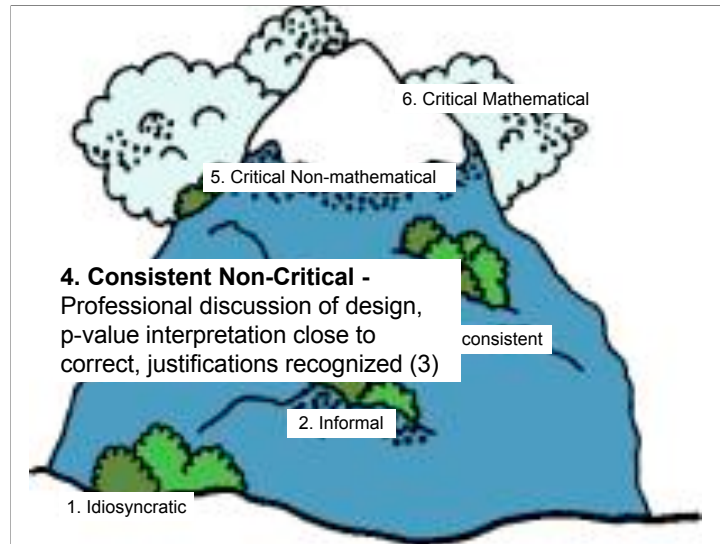 6. Critical Mathematical
5. Critical Non-mathematical
4. Consistent Non-Critical -
Professional discussion of design,
p-value interpretation close to
correct, justifications recognized (3)
consistent
2. Informal
1. Idiosyncratic